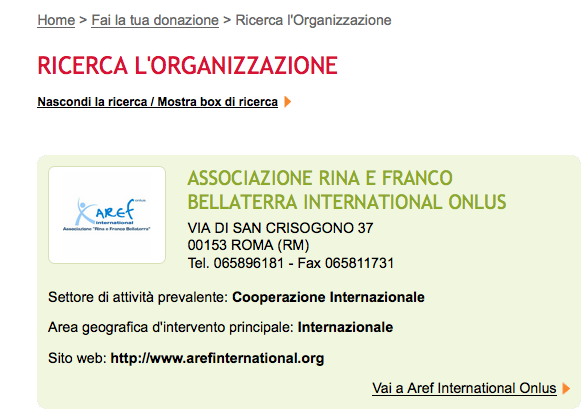 Home > Fai la tua donazione > Ricerca l'Organizzazione
RICERCA L'ORGANIZZAZIONE
Nascondi la ricerca / Mostra box di ricerca
AREF
international
Associazione "Rina e Franco Bellaterra"
ASSOCIAZIONE RINA E FRANCO
BELLATERRA INTERNATIONAL ONLUS
VIA DI SAN CRISOGONO 37
00153 ROMA (RM)
Tel. 065896181 - Fax 065811731
Settore di attività prevalente: Cooperazione Internazionale
Area geografica d'intervento principale: Internazionale
Sito web: http://www.arefinternational.org
Vai a Aref International Onlus